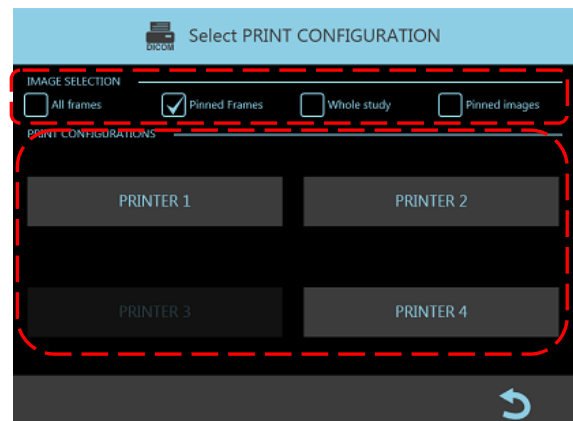 DICOM
Select PRINT CONFIGURATION
IMAGE SELECTION
All frames Pinned Frames Whole study Pinned images
PRINT CONFIGURATIONS
PRINTER 1 PRINTER 2
PRINTER 3 PRINTER 4